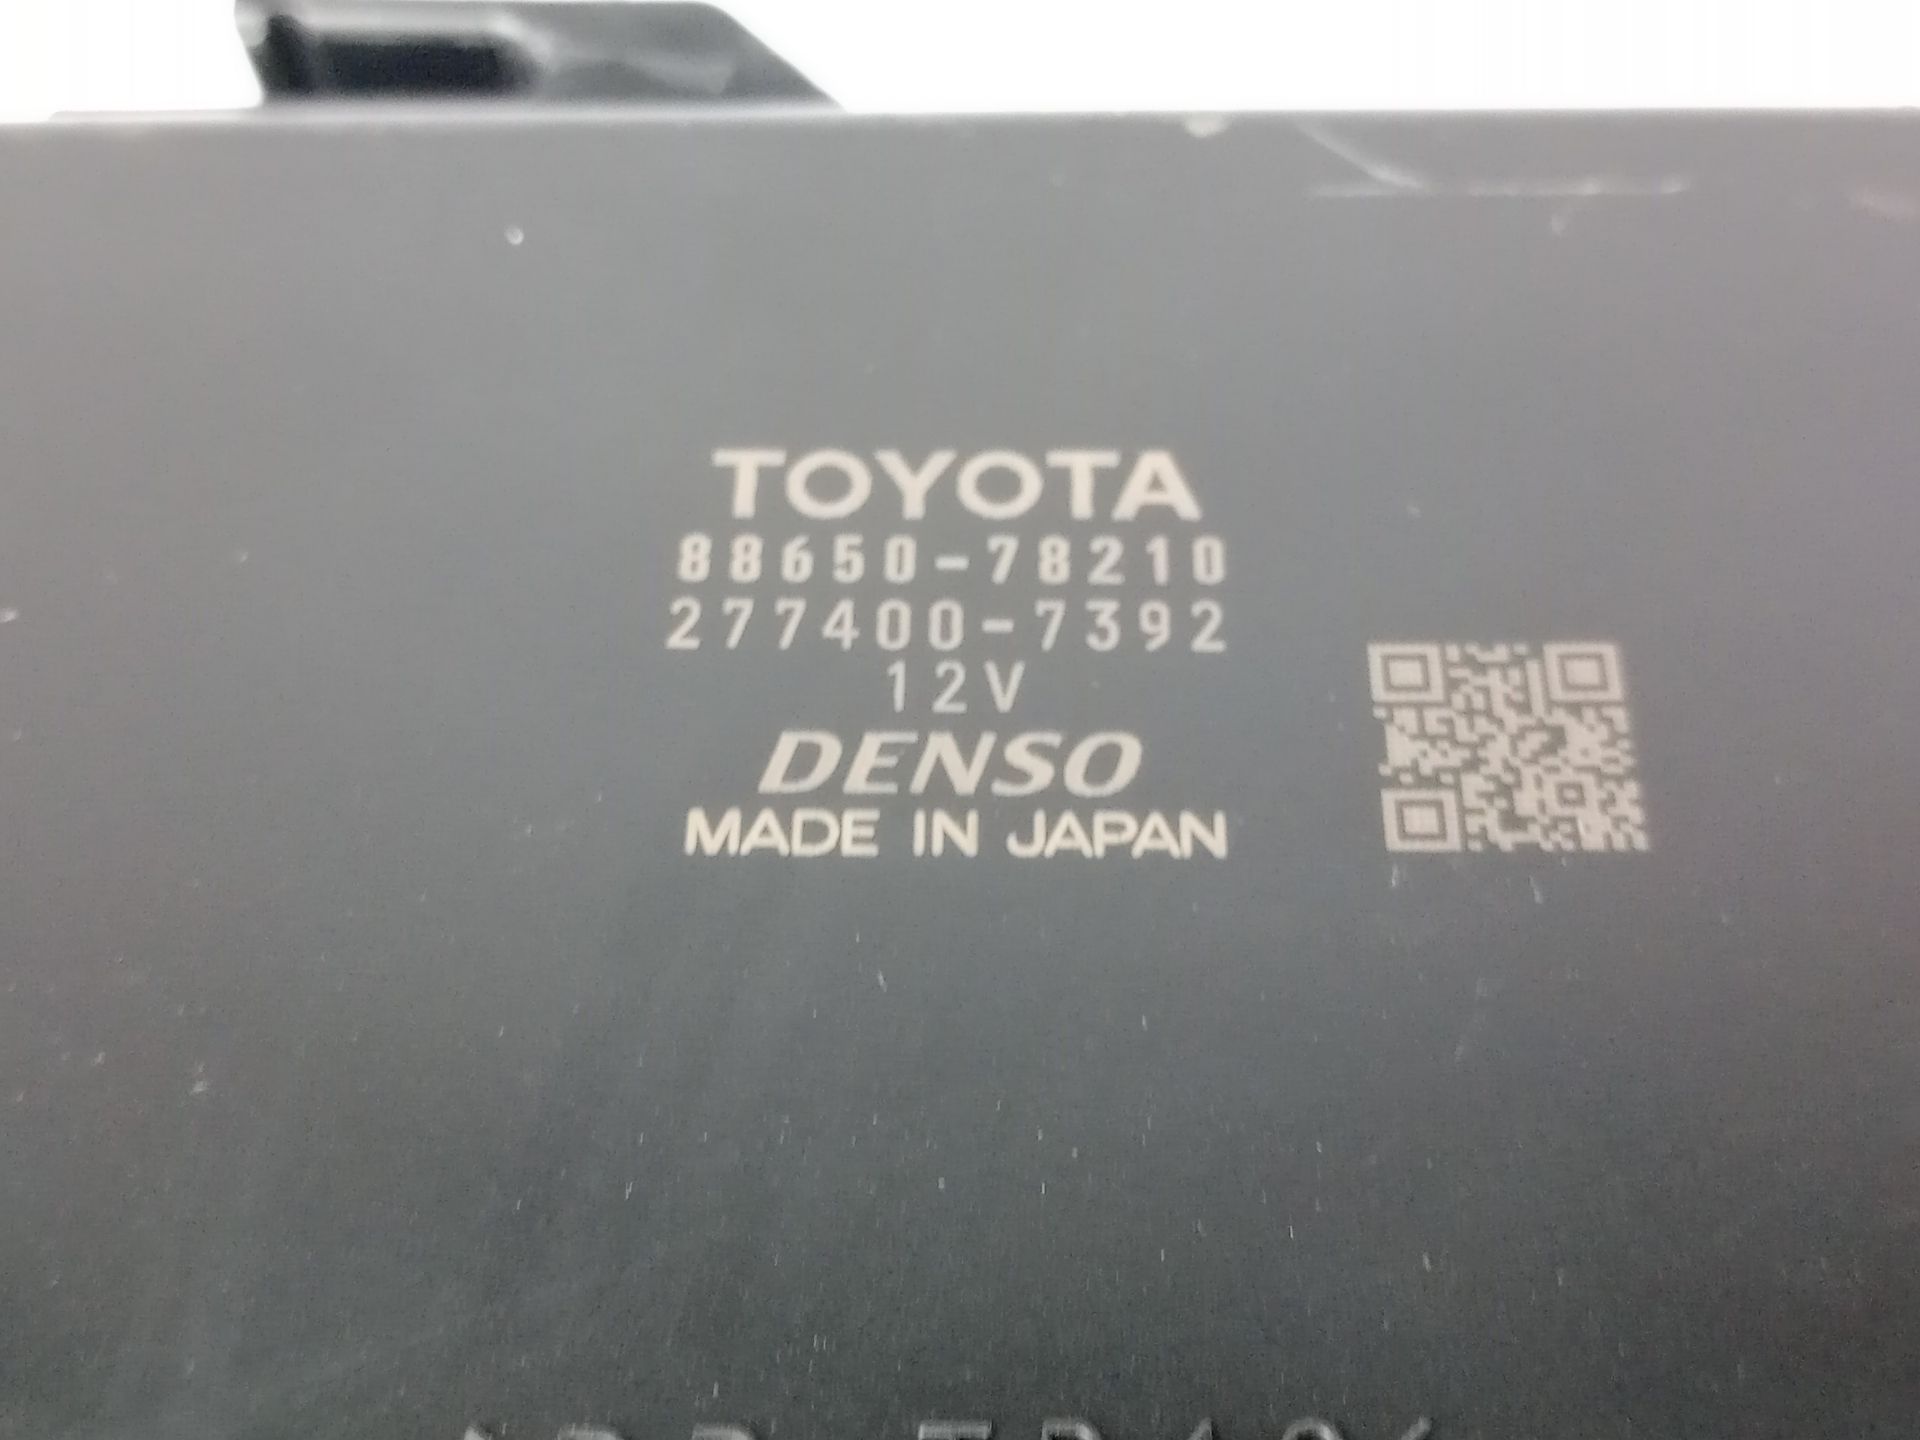 TOYOTA
88650-78210
277400-7392
12V
DENSO
MADE IN JAPAN